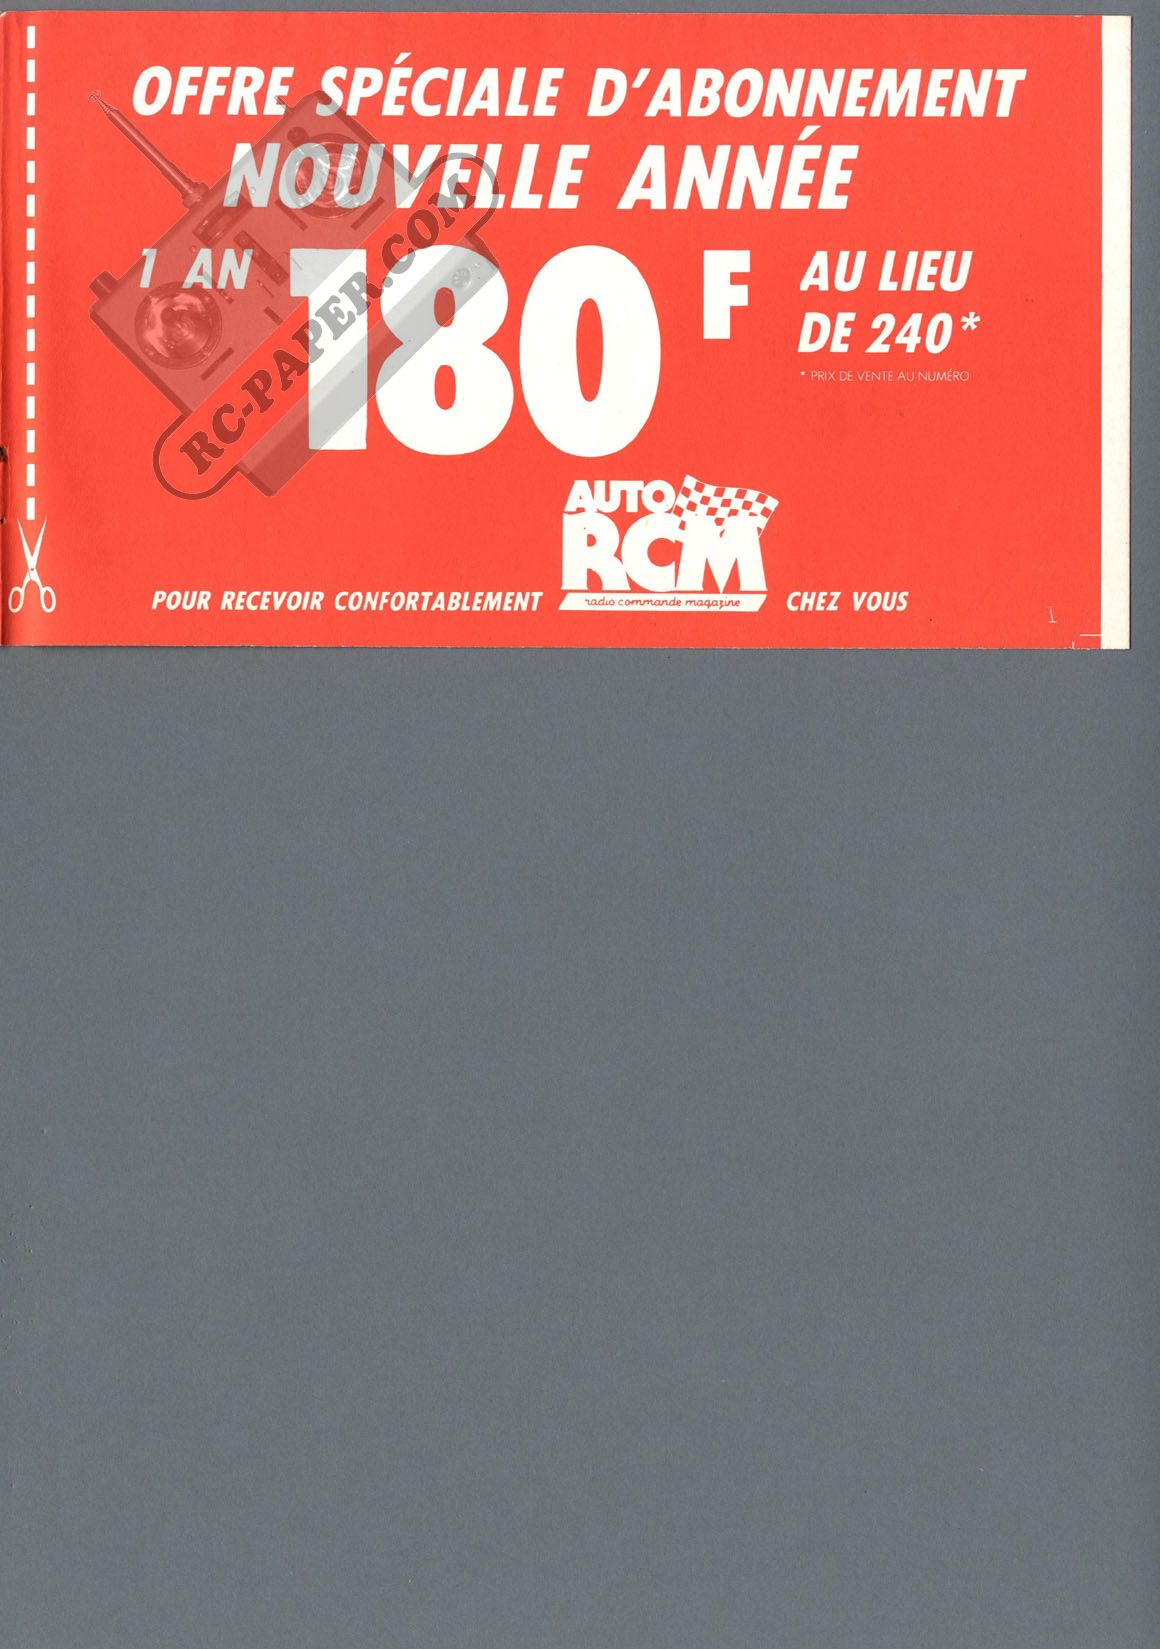 OFFRE SPÉCIALE D'ABONNEMENT
NOUVELLE ANNÉE
1 AN 180 F AU LIEU
DE 240*
* PRIX DE VENTE AU NUMÉRO
RC-PAPER.COM
AUTO
RCM
radio commande magazine
POUR RECEVOIR CONFORTABLEMENT CHEZ VOUS
1